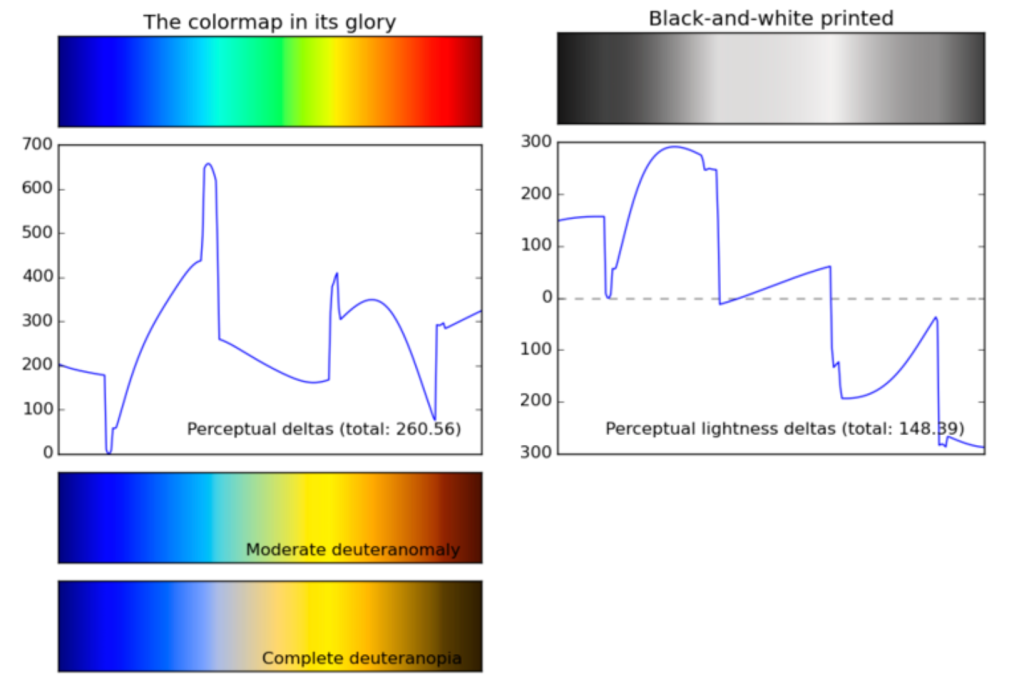 The colormap in its glory
Black-and-white printed
700
600
500
400
300
200
100
0
Perceptual deltas (total: 260.56)
300
200
100
0
100
200
300
Perceptual lightness deltas (total: 148.39)
Moderate deuteranomaly
Complete deuteranopia